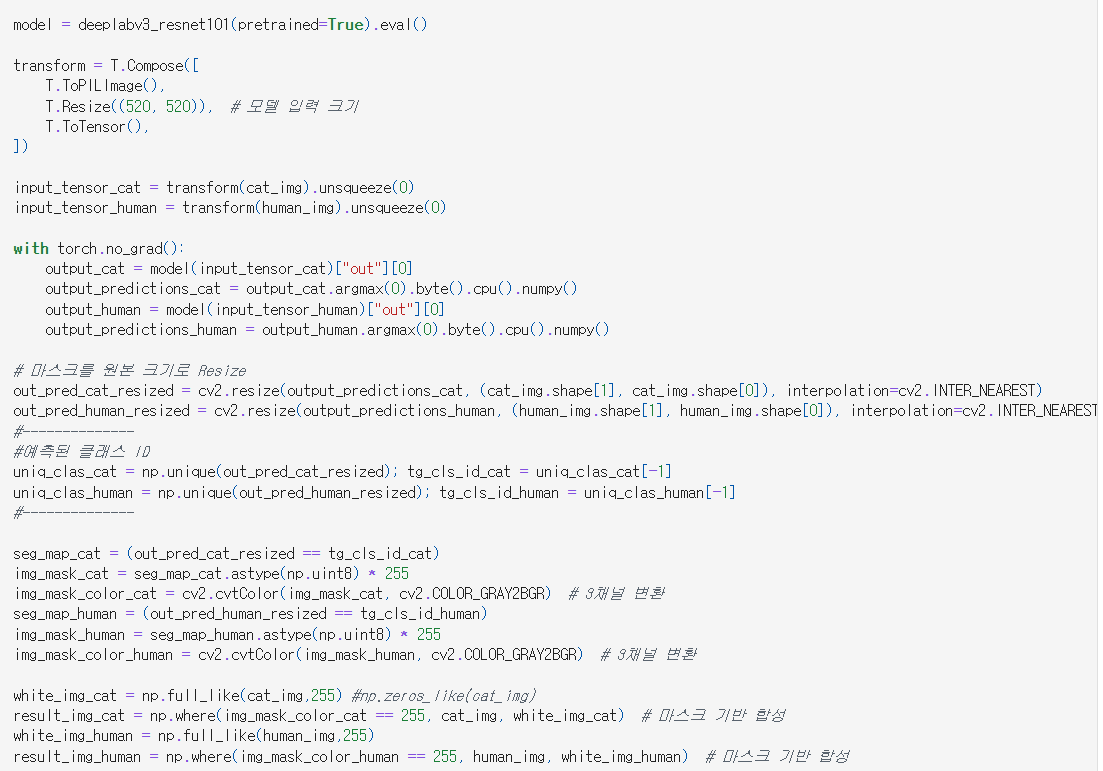 model = deeplabv3_resnet101(pretrained=True).eval()
transform = T.Compose([
    T.ToPILImage(),
    T.Resize((520, 520)),  # 모델 입력 크기
    T.ToTensor(),
])
input_tensor_cat = transform(cat_img).unsqueeze(0)
input_tensor_human = transform(human_img).unsqueeze(0)
with torch.no_grad():
    output_cat = model(input_tensor_cat)["out"][0]
    output_predictions_cat = output_cat.argmax(0).byte().cpu().numpy()
    output_human = model(input_tensor_human)["out"][0]
    output_predictions_human = output_human.argmax(0).byte().cpu().numpy()
# 마스크를 원본 크기로 Resize
out_pred_cat_resized = cv2.resize(output_predictions_cat, (cat_img.shape[1], cat_img.shape[0]), interpolation=cv2.INTER_NEAREST)
out_pred_human_resized = cv2.resize(output_predictions_human, (human_img.shape[1], human_img.shape[0]), interpolation=cv2.INTER_NEAREST
#--------------
#예측된 클래스 ID
uniq_clas_cat = np.unique(out_pred_cat_resized); tg_cls_id_cat = uniq_clas_cat[-1]
uniq_clas_human = np.unique(out_pred_human_resized); tg_cls_id_human = uniq_clas_human[-1]
#--------------
seg_map_cat = (out_pred_cat_resized == tg_cls_id_cat)
img_mask_cat = seg_map_cat.astype(np.uint8) * 255
img_mask_color_cat = cv2.cvtColor(img_mask_cat, cv2.COLOR_GRAY2BGR)  # 3채널 변환
seg_map_human = (out_pred_human_resized == tg_cls_id_human)
img_mask_human = seg_map_human.astype(np.uint8) * 255
img_mask_color_human = cv2.cvtColor(img_mask_human, cv2.COLOR_GRAY2BGR)  # 3채널 변환
white_img_cat = np.full_like(cat_img,255) #np.zeros_like(cat_img)
result_img_cat = np.where(img_mask_color_cat == 255, cat_img, white_img_cat)  # 마스크 기반 합성
white_img_human = np.full_like(human_img,255)
result_img_human = np.where(img_mask_color_human == 255, human_img, white_img_human)  # 마스크 기반 합성